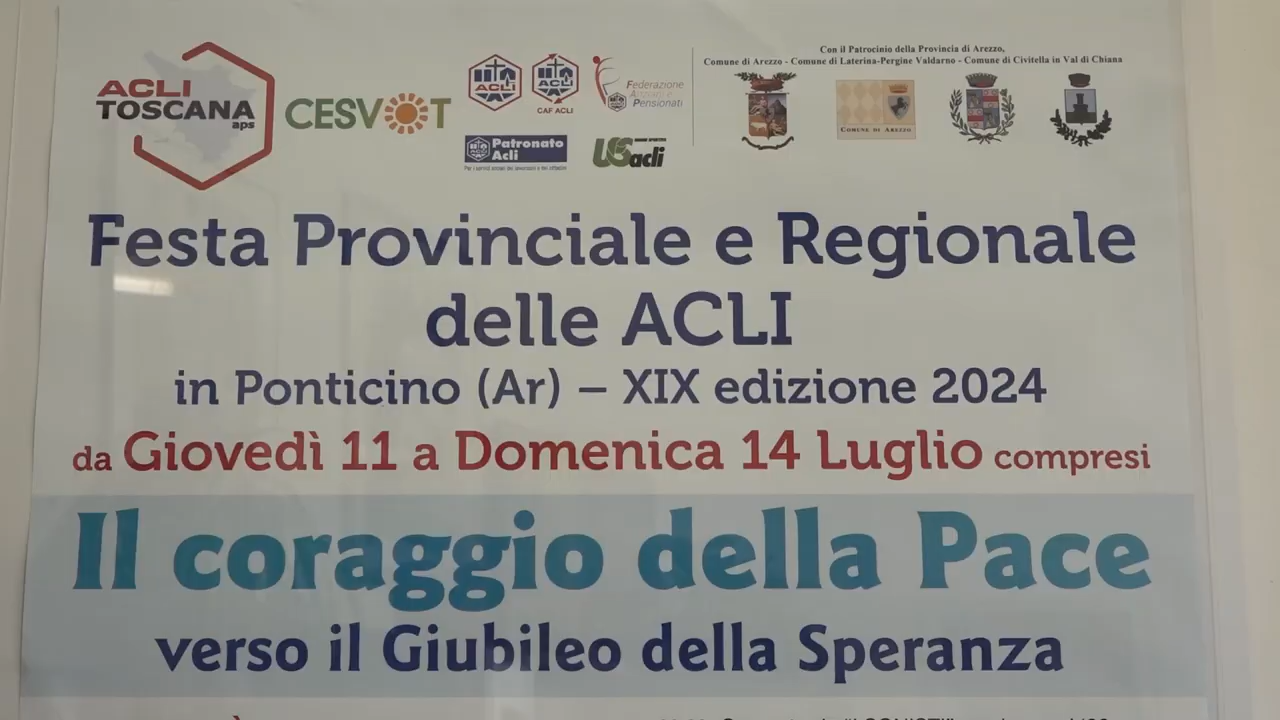 ACLI
TOSCANA
aps
CESVOT
ACLI
ACLI
CAF ACLI
Federazione
Anziani e
Pensionati
Patronato
Acli
USacli
Con il Patrocinio della Provincia di Arezzo,
Comune di Arezzo - Comune di Laterina-Pergine Valdarno - Comune di Civitella in Val di Chiana
COMUNE DI AREZZO
Festa Provinciale e Regionale
delle ACLI
in Ponticino (Ar) – XIX edizione 2024
da Giovedì 11 a Domenica 14 Luglio compresi
Il coraggio della Pace
verso il Giubileo della Speranza